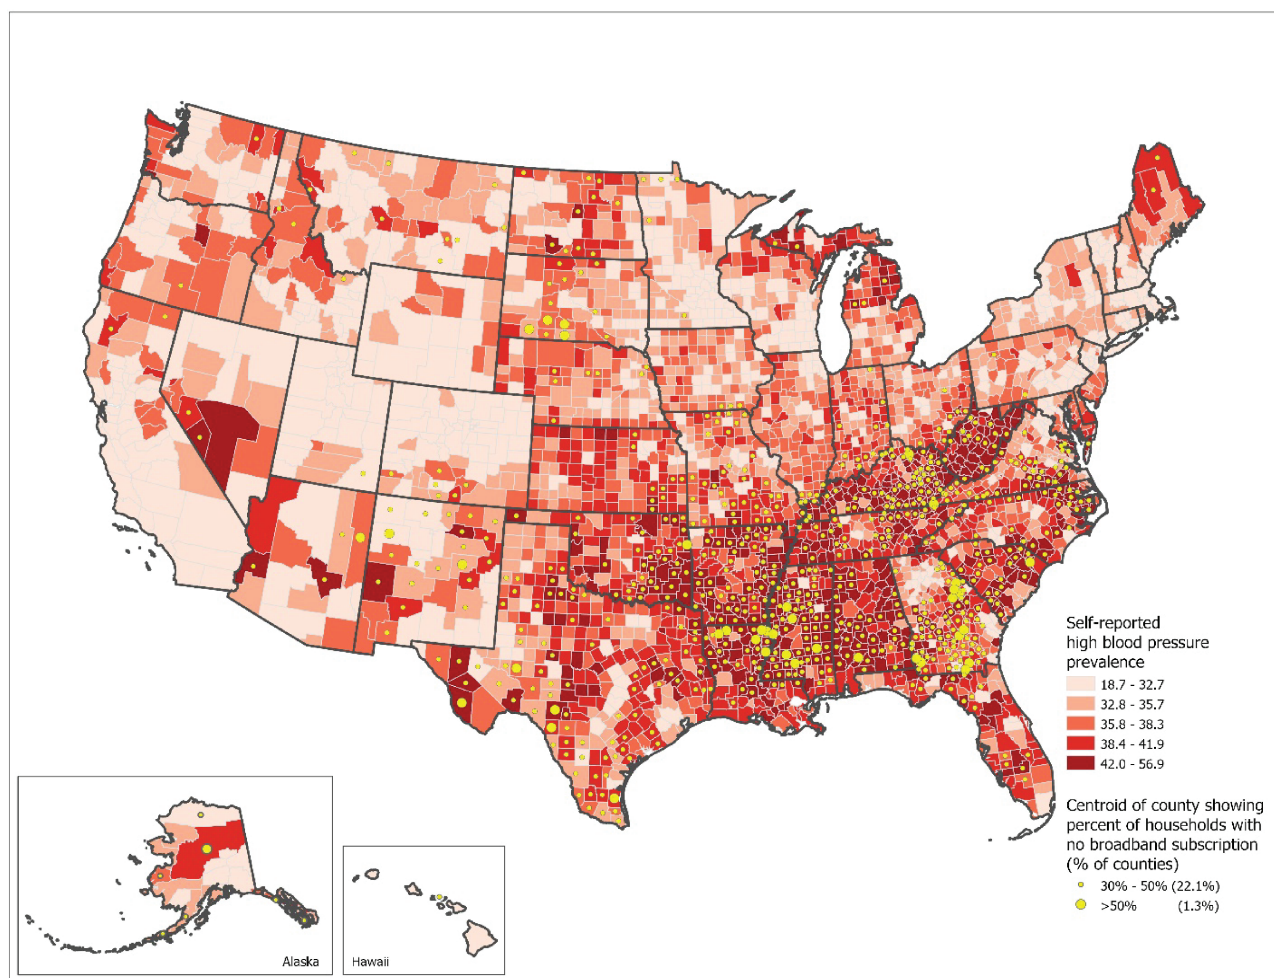 Self-reported
high blood pressure
prevalence
18.7 - 32.7
32.8 - 35.7
35.8 - 38.3
38.4 - 41.9
42.0 - 56.9
Centroid of county showing
percent of households with
no broadband subscription
(% of counties)
30% - 50% (22.1%)
>50% (1.3%)
Alaska
Hawaii